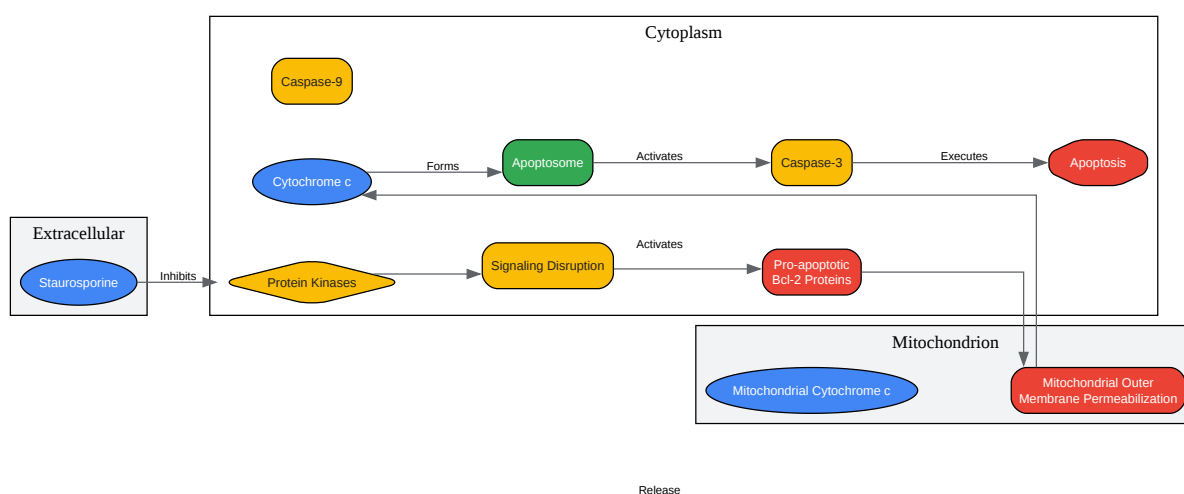 Cytoplasm
Caspase-9
Cytochrome c
Forms
Apoptosome
Activates
Caspase-3
Executes
Apoptosis
Extracellular
Staurosporine
Inhibits
Protein Kinases
Signaling Disruption
Activates
Pro-apoptotic
Bcl-2 Proteins
Mitochondrion
Mitochondrial Cytochrome c
Mitochondrial Outer
Membrane Permeabilization
Release